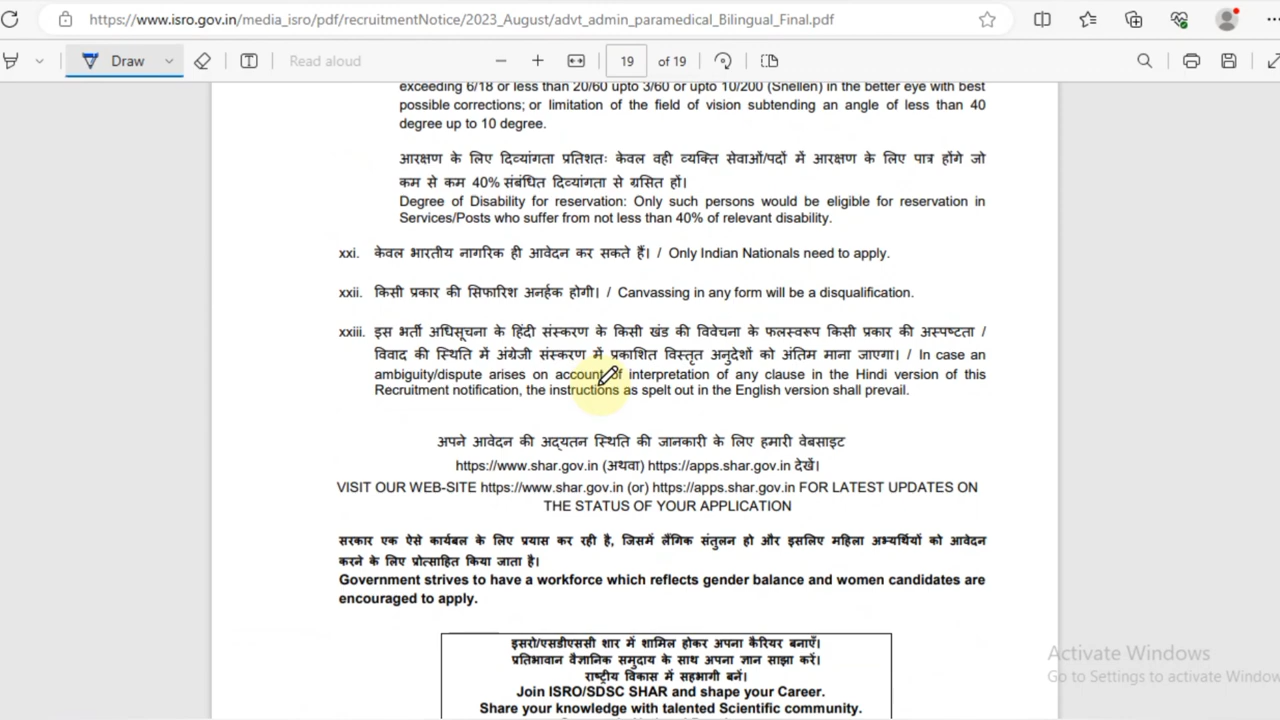 https://www.isro.gov.in/media_isro/pdf/recruitmentNotice/2023_August/advt_admin_paramedical_Bilingual_Final.pdf
Draw
Read aloud
19 of 19
exceeding 6/18 or less than 20/60 upto 3/60 or upto 10/200 (Snellen) in the better eye with best
possible corrections; or limitation of the field of vision subtending an angle of less than 40
degree up to 10 degree.
आरक्षण के लिए दिव्यांगता प्रतिशतः केवल वही व्यक्ति सेवाओं/पदों में आरक्षण के लिए पात्र होंगे जो
कम से कम 40% संबंधित दिव्यांगता से ग्रसित हों।
Degree of Disability for reservation: Only such persons would be eligible for reservation in
Services/Posts who suffer from not less than 40% of relevant disability.
xxi. केवल भारतीय नागरिक ही आवेदन कर सकते हैं। / Only Indian Nationals need to apply.
xxii. किसी प्रकार की सिफारिश अनर्हक होगी। / Canvassing in any form will be a disqualification.
xxiii. इस भर्ती अधिसूचना के हिंदी संस्करण के किसी खंड की विवेचना के फलस्वरूप किसी प्रकार की अस्पष्टता /
विवाद की स्थिति में अंग्रेजी संस्करण में प्रकाशित विस्तृत अनुदेशों को अंतिम माना जाएगा। / In case an
ambiguity/dispute arises on account of interpretation of any clause in the Hindi version of this
Recruitment notification, the instructions as spelt out in the English version shall prevail.
अपने आवेदन की अद्यतन स्थिति की जानकारी के लिए हमारी वेबसाइट
https://www.shar.gov.in (अथवा) https://apps.shar.gov.in देखें।
VISIT OUR WEB-SITE https://www.shar.gov.in (or) https://apps.shar.gov.in FOR LATEST UPDATES ON
THE STATUS OF YOUR APPLICATION
सरकार एक ऐसे कार्यबल के लिए प्रयास कर रही है, जिसमें लैंगिक संतुलन हो और इसलिए महिला अभ्यर्थियों को आवेदन
करने के लिए प्रोत्साहित किया जाता है।
Government strives to have a workforce which reflects gender balance and women candidates are
encouraged to apply.
इसरो/एसडीएससी शार में शामिल होकर अपना कैरियर बनाएँ।
प्रतिभावान वैज्ञानिक समुदाय के साथ अपना ज्ञान साझा करें।
राष्ट्रीय विकास में सहभागी बनें।
Join ISRO/SDSC SHAR and shape your Career.
Share your knowledge with talented Scientific community.
Activate Windows
Go to Settings to activate Window